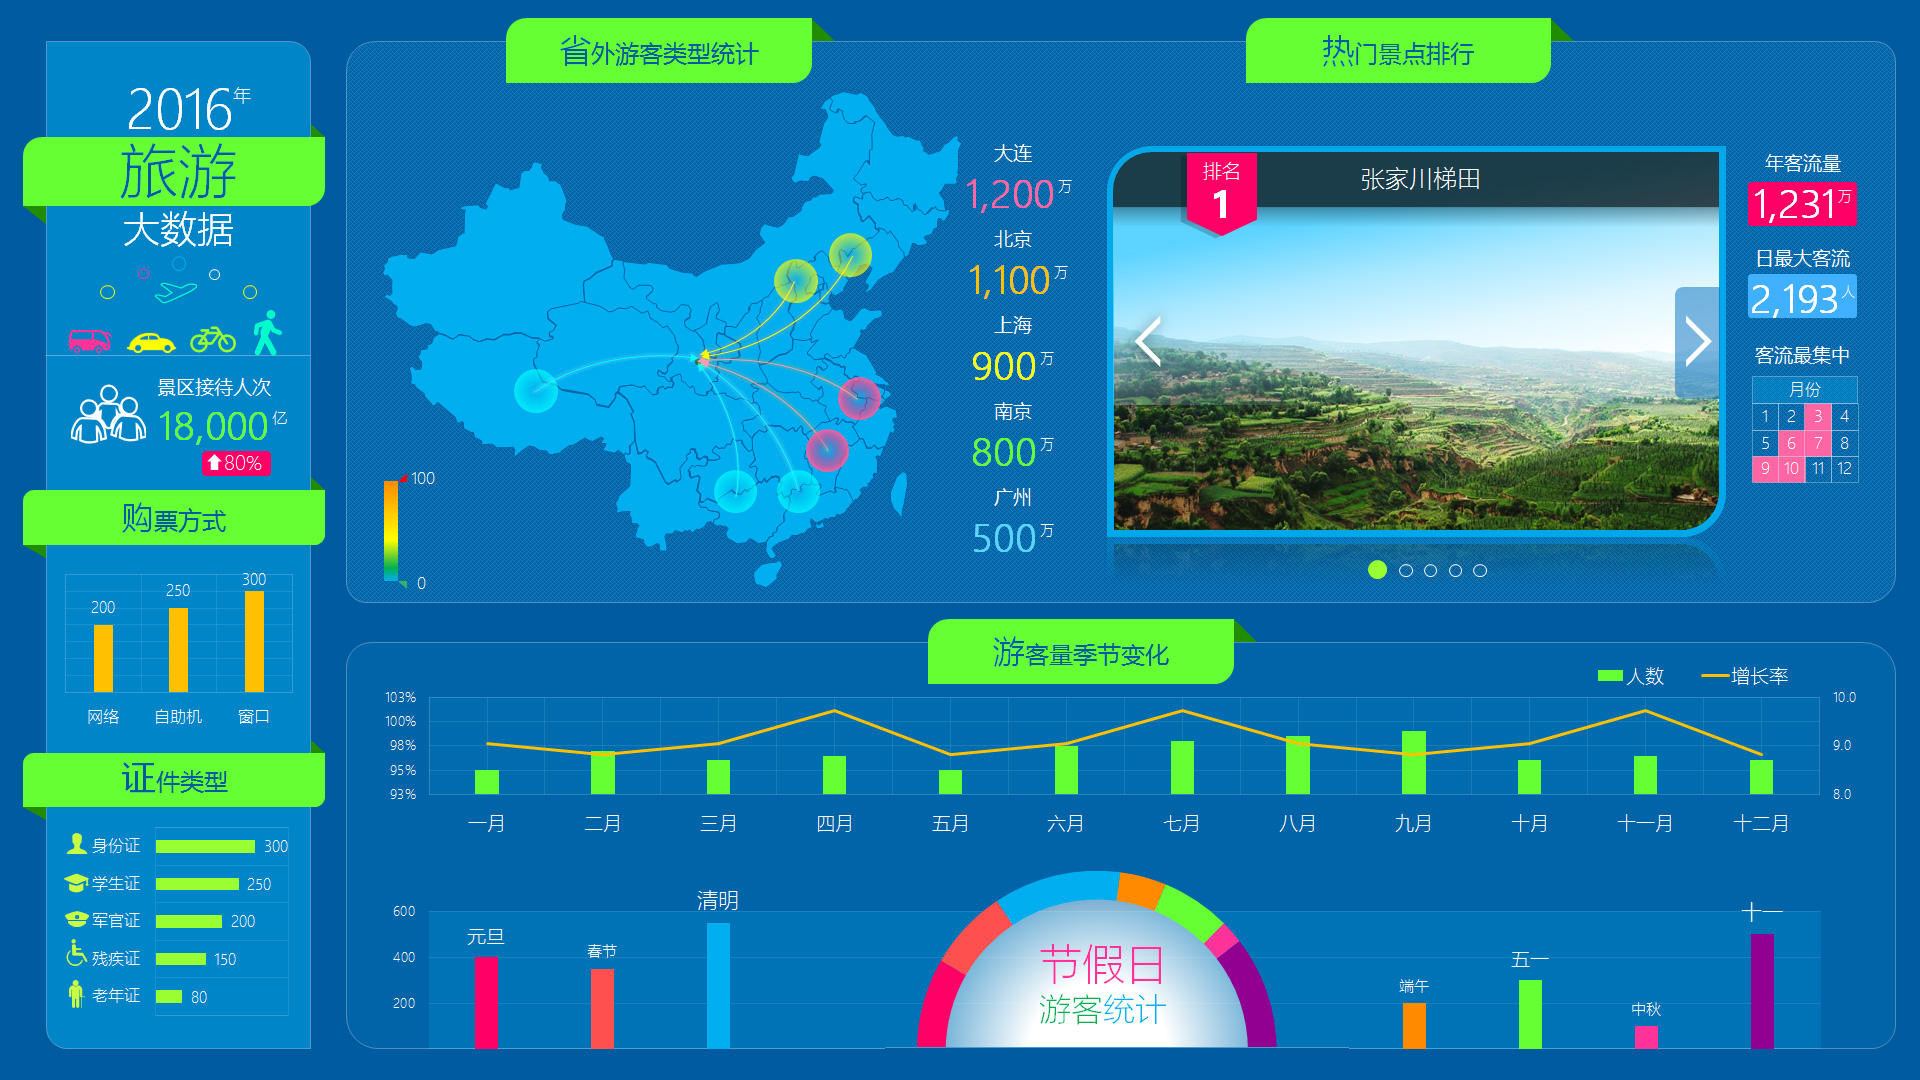 2016年
旅游
大数据
景区接待人次
18,000亿
80%
购票方式
200
250
300
网络
自助机
窗口
证件类型
身份证 300
学生证 250
军官证 200
残疾证 150
老年证 80
省外游客类型统计
100
0
大连
1,200万
北京
1,100万
上海
900万
南京
800万
广州
500万
热门景点排行
排名
1
张家川梯田
年客流量
1,231万
日最大客流
2,193人
客流最集中
月份
1 2 3 4
5 6 7 8
9 10 11 12
游客量季节变化
人数 增长率
103%
100%
98%
95%
93%
10.0
9.0
8.0
一月 二月 三月 四月 五月 六月 七月 八月 九月 十月 十一月 十二月
600
400
200
元旦
春节
清明
节假日
游客统计
端午
五一
中秋
十一